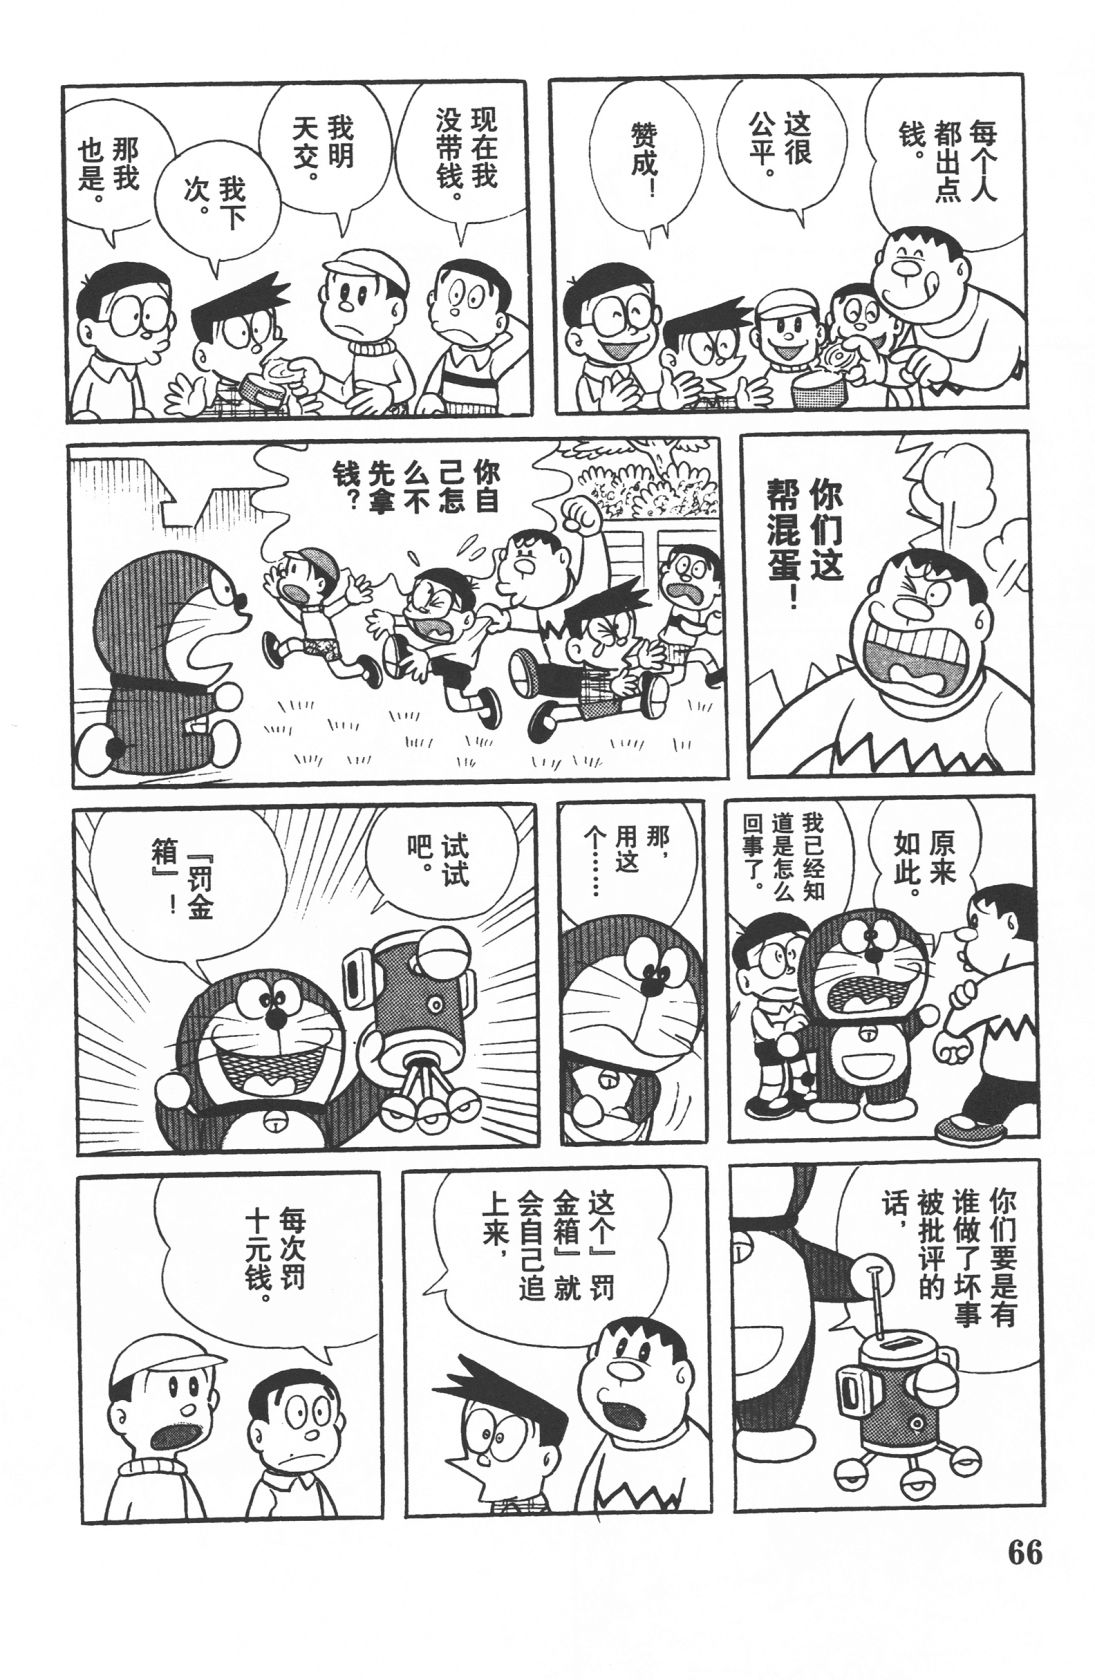 每个人
都出点
钱。
这很
公平。
赞成！
现在我
没带钱。
我明
天交。
我下
次。
那我
也是。
你们这
帮混蛋！
你自
己怎
么不
先拿
钱？
原来
如此。
我已经知
道是怎么
回事了。
那，
用这
个……
试试
吧。
『罚金
箱』！
你们要是有
谁做了坏事
被批评的
话，
这个』罚
金箱』就
会自己追
上来，
每次罚
十元钱。
66